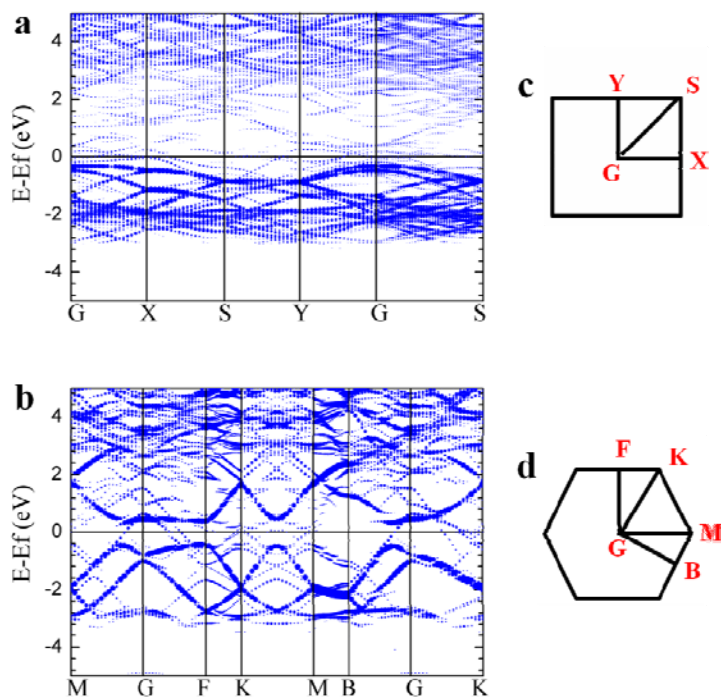 a
E-Ef (eV)
4
2
0
-2
-4
G X S Y G S
c
Y S
G X
b
E-Ef (eV)
4
2
0
-2
-4
M G F K M B G K
d
F K
G M
B